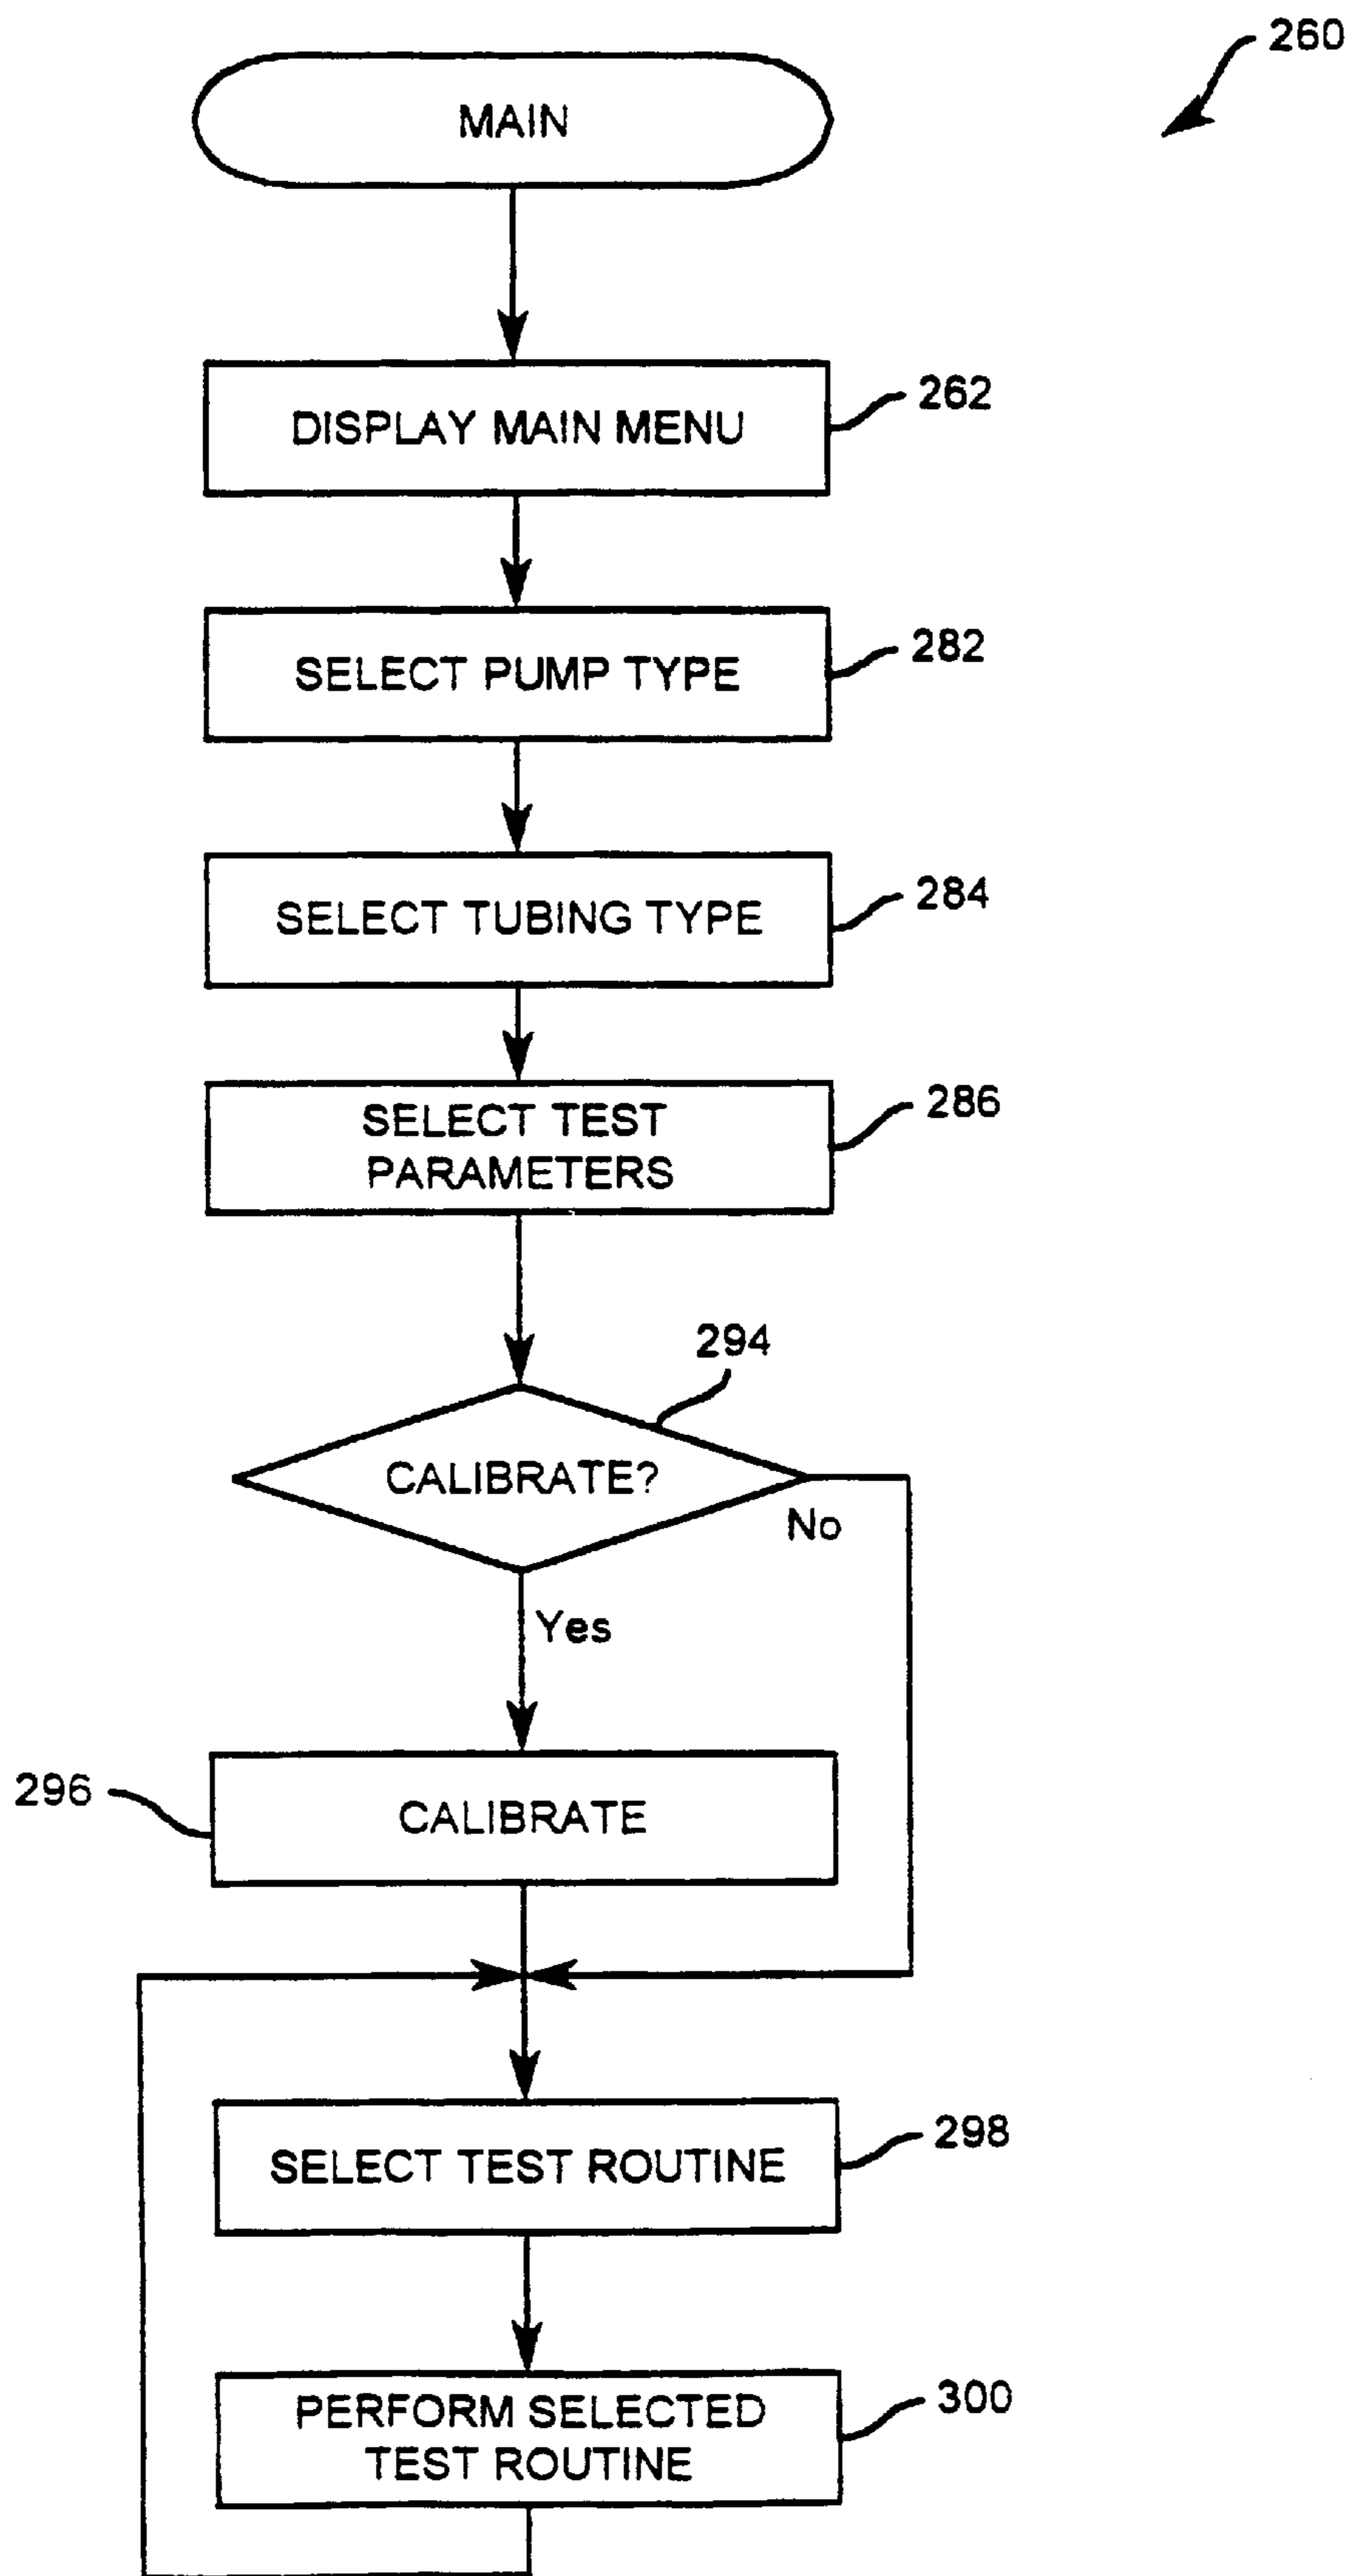 260
MAIN
DISPLAY MAIN MENU
262
SELECT PUMP TYPE
282
SELECT TUBING TYPE
284
SELECT TEST
PARAMETERS
286
294
CALIBRATE?
No
Yes
296
CALIBRATE
SELECT TEST ROUTINE
298
PERFORM SELECTED
TEST ROUTINE
300